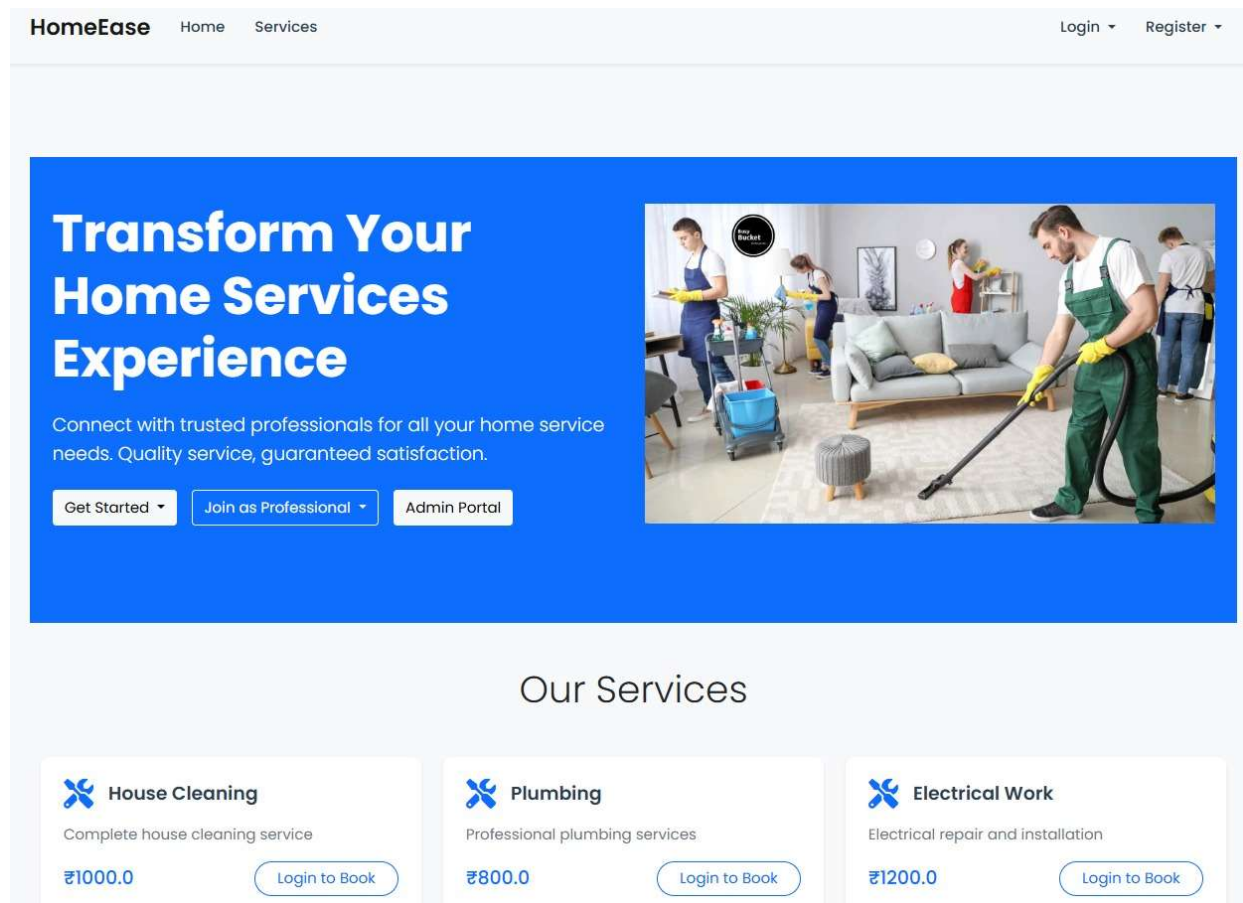 HomeEase Home Services Login Register
Transform Your
Home Services
Experience
Connect with trusted professionals for all your home service
needs. Quality service, guaranteed satisfaction.
Get Started Join as Professional Admin Portal
Bucket
Our Services
House Cleaning
Complete house cleaning service
₹1000.0 Login to Book
Plumbing
Professional plumbing services
₹800.0 Login to Book
Electrical Work
Electrical repair and installation
₹1200.0 Login to Book